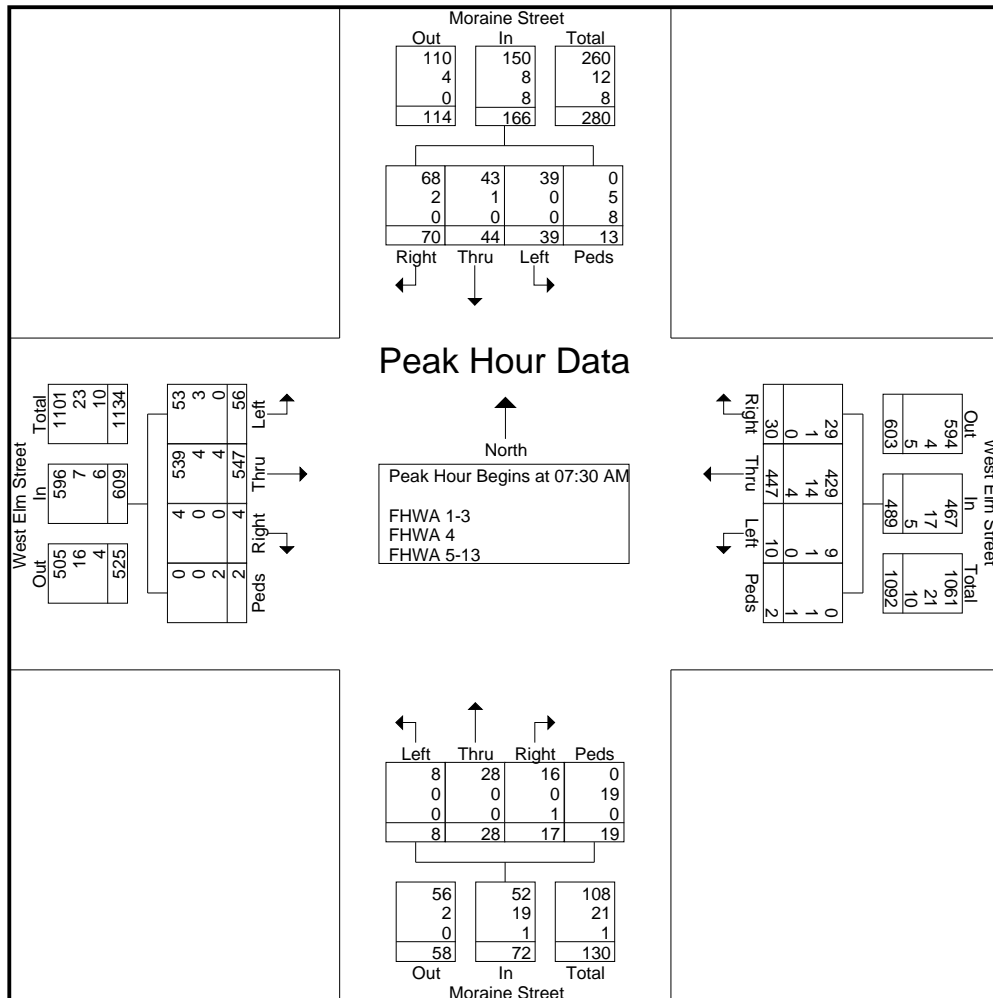 Moraine Street
Out In Total
110 150 260
4 8 12
0 8 8
114 166 280
68 43 39 0
2 1 0 5
0 0 0 8
70 44 39 13
Right Thru Left Peds
Peak Hour Data
North
Peak Hour Begins at 07:30 AM
FHWA 1-3
FHWA 4
FHWA 5-13
West Elm Street
Out In Total
505 596 1101
16 7 23
4 6 10
525 609 1134
0 4 539 53
0 0 4 3
2 0 4 0
2 4 547 56
Peds Right Thru Left
West Elm Street
Out In Total
594 467 1061
4 17 21
5 5 10
603 489 1092
29 429 9 0
1 14 1 1
0 4 0 1
30 447 10 2
Right Thru Left Peds
Left Thru Right Peds
8 28 16 0
0 0 0 19
0 0 1 0
8 28 17 19
56 52 108
2 19 21
0 1 1
58 72 130
Out In Total
Moraine Street